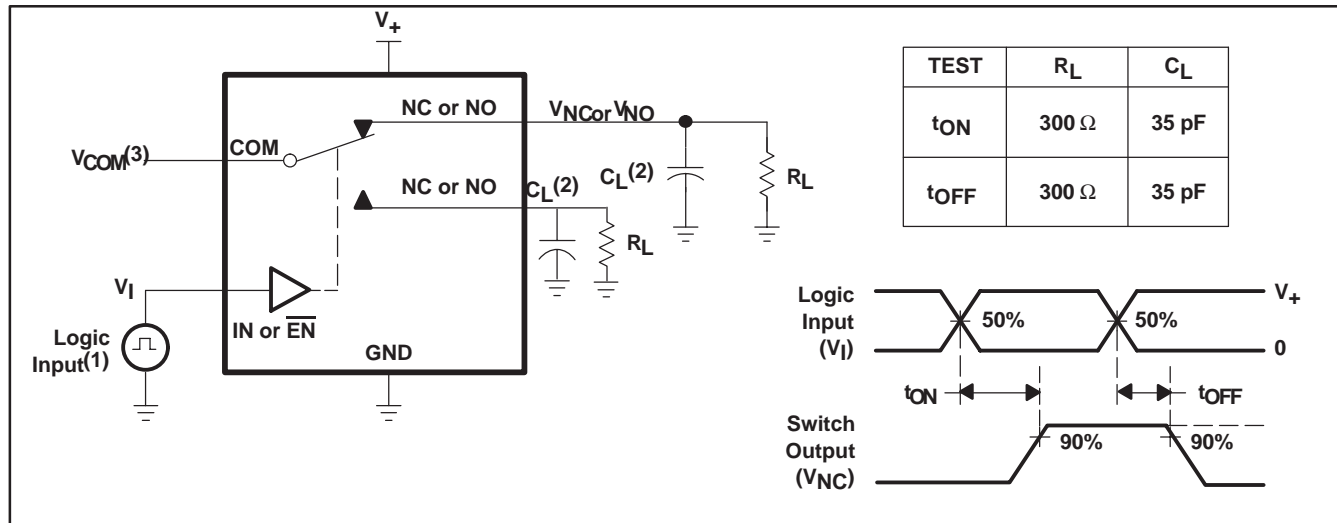 V+
NC or NO
VNC or VNO
VCOM(3)
COM
CL(2)
RL
NC or NO
CL(2)
RL
VI
IN or E̅N̅
Logic
Input(1)
GND
TEST RL CL
tON 300 Ω 35 pF
tOFF 300 Ω 35 pF
Logic
Input
(VI)
50%
50%
V+
0
tON
tOFF
Switch
Output
(VNC)
90%
90%